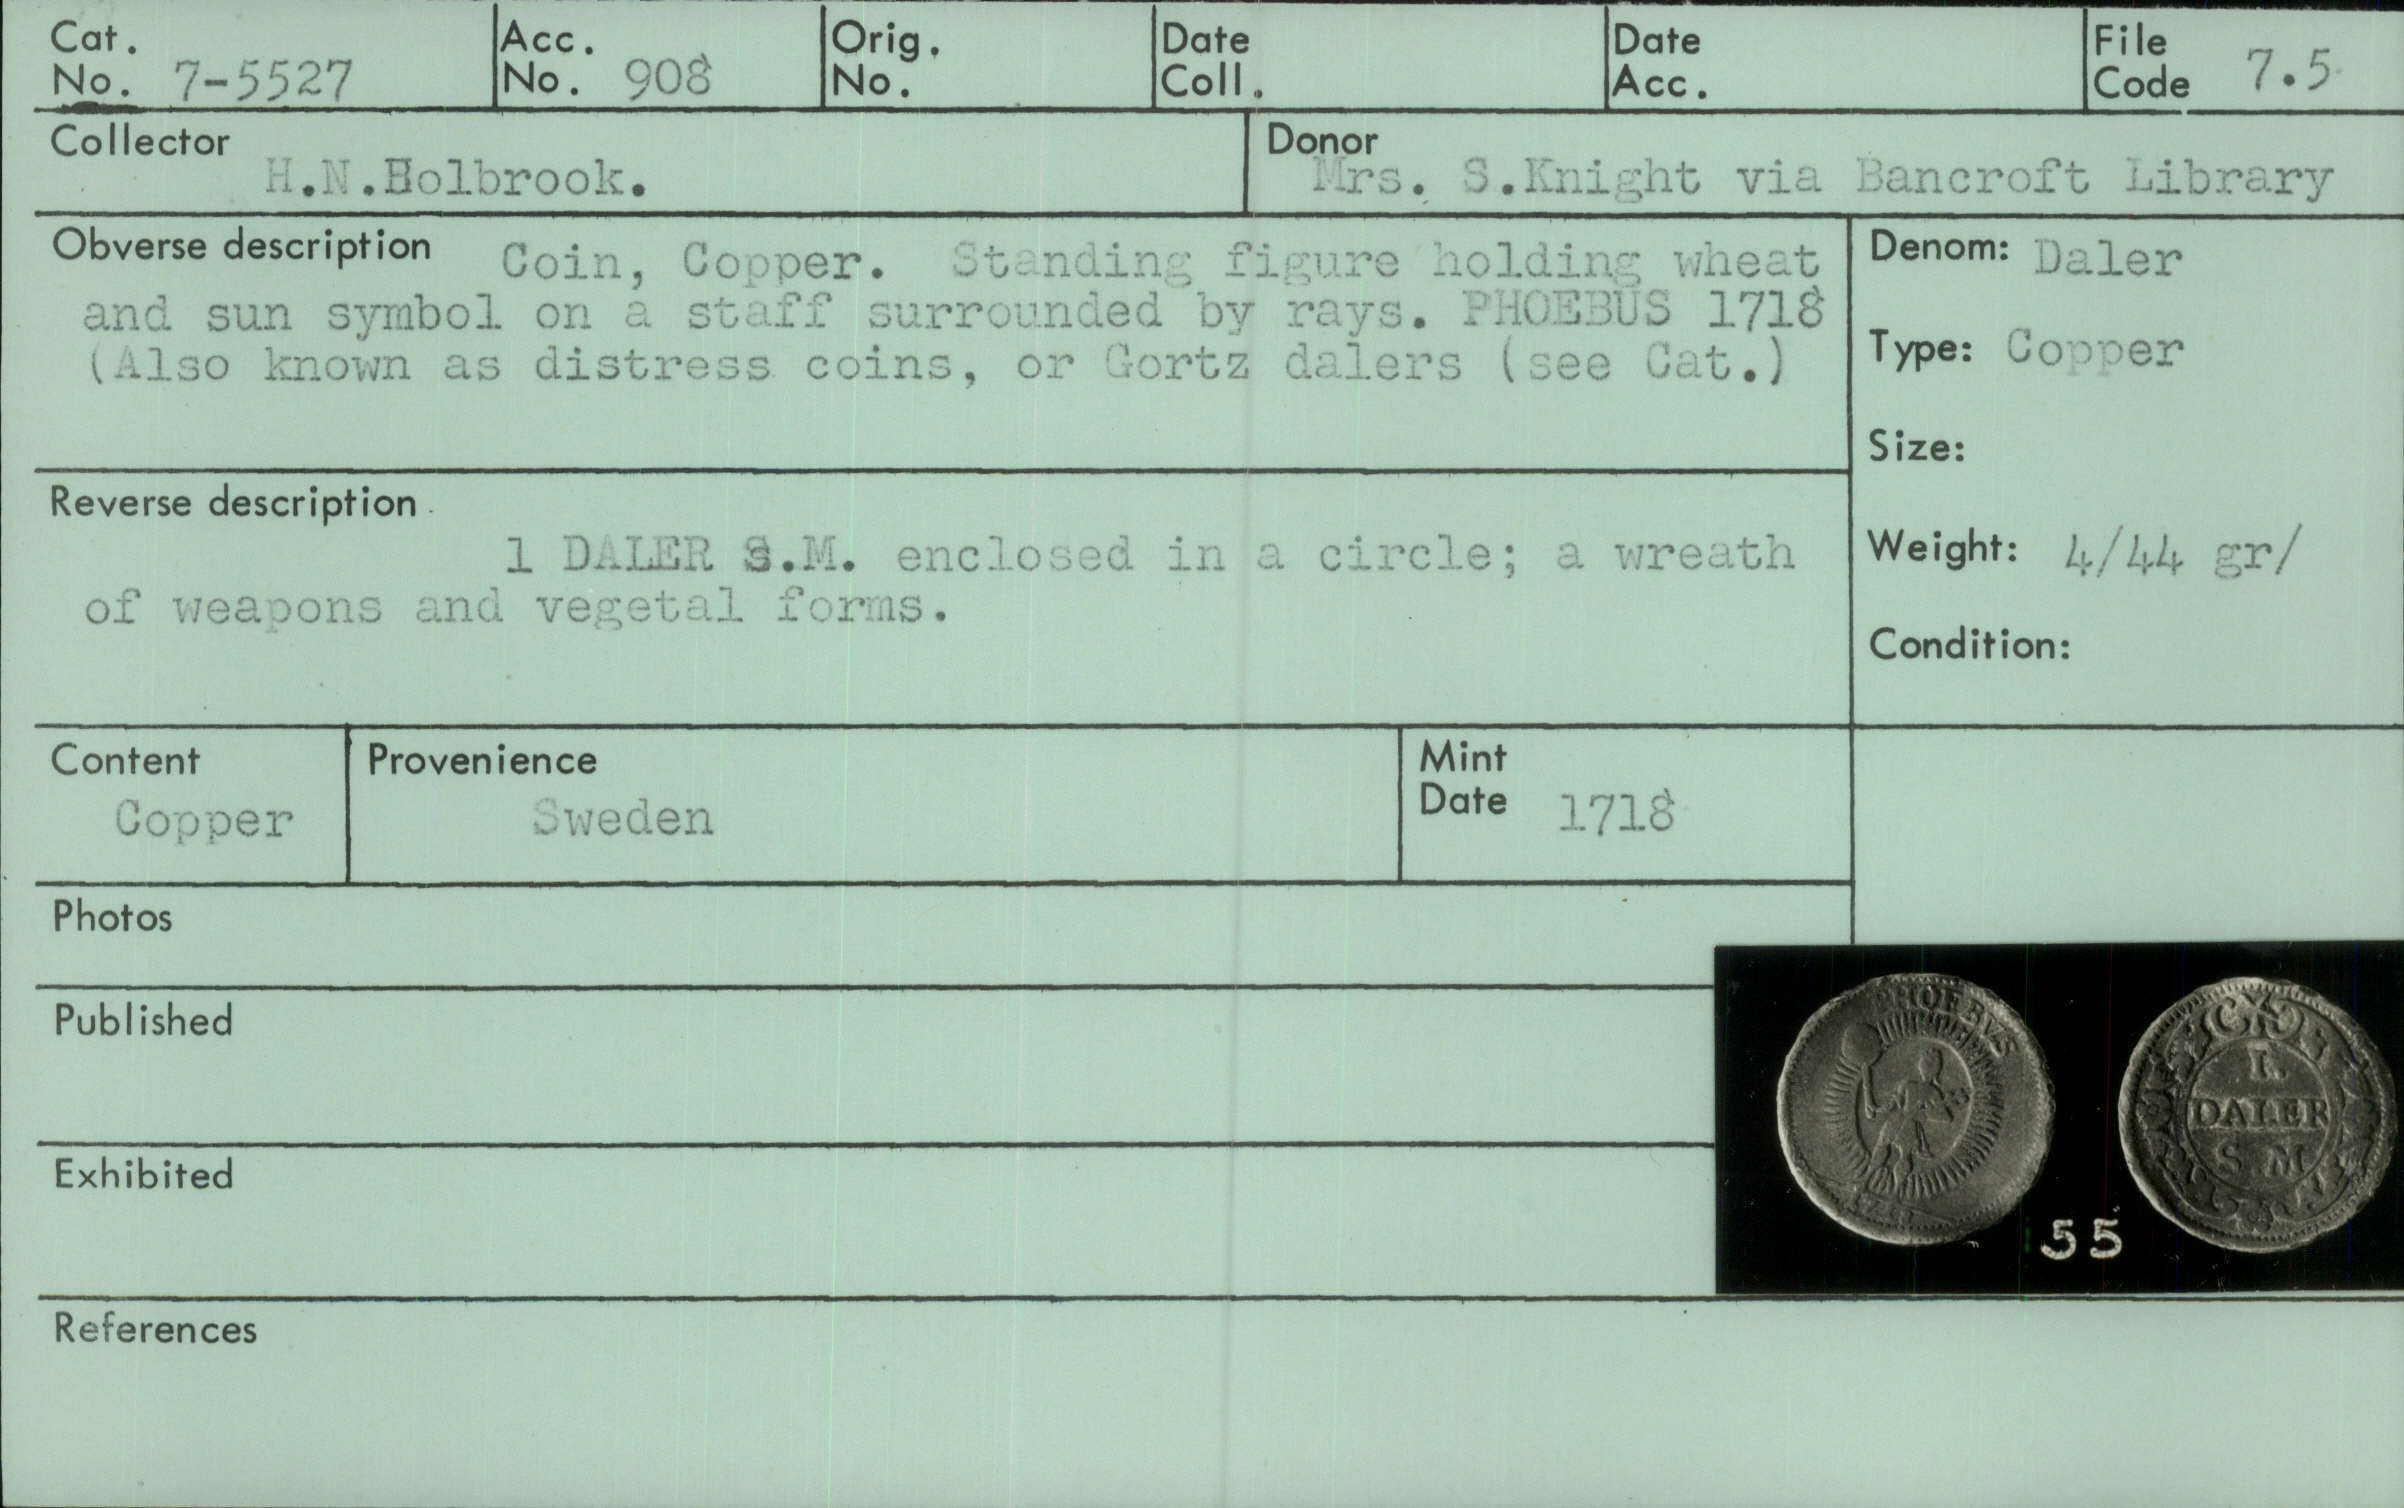 Cat. No. 7-5527
Acc. No. 908
Orig. No.
Date Coll.
Date Acc.
File Code 7.5
Collector H.N.Holbrook.
Donor Mrs. S.Knight via Bancroft Library
Obverse description Coin, Copper. Standing figure holding wheat
and sun symbol on a staff surrounded by rays. PHOEBUS 1718
(Also known as distress coins, or Gortz dalers (see Cat.)
Denom: Daler
Type: Copper
Size:
Weight: 4/44 gr/
Condition:
Reverse description
1 DALER S.M. enclosed in a circle; a wreath
of weapons and vegetal forms.
Content Copper
Provenience Sweden
Mint Date 1718
Photos
Published
Exhibited
References
PHOEBVS
I.
DALER
S M
55